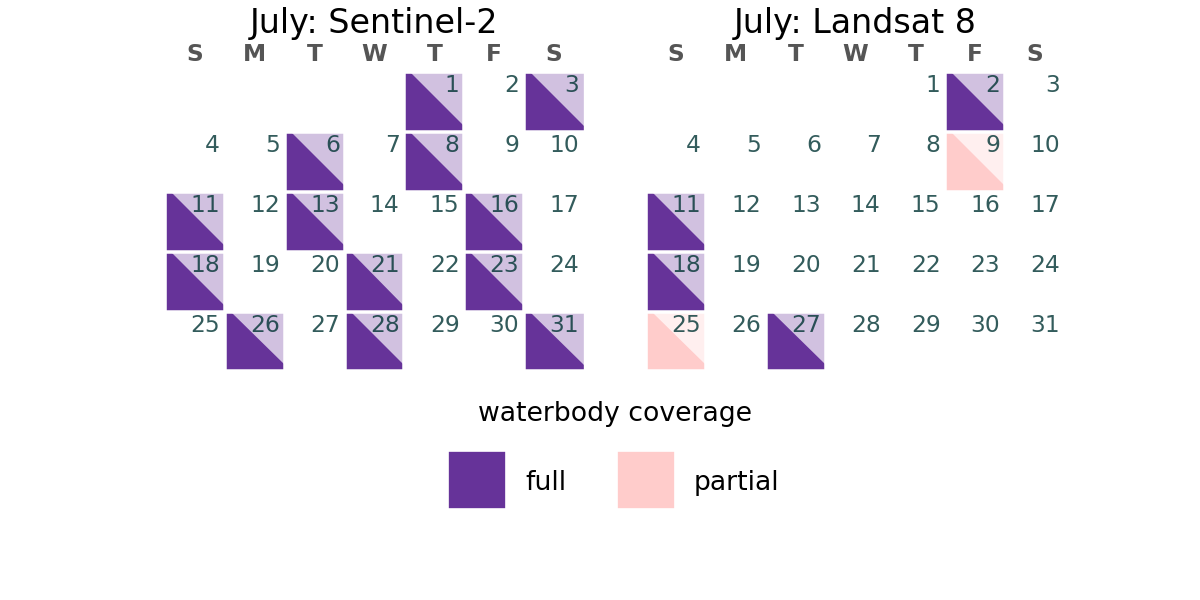 July: Sentinel-2
S M T W T F S
1 2 3
4 5 6 7 8 9 10
11 12 13 14 15 16 17
18 19 20 21 22 23 24
25 26 27 28 29 30 31
July: Landsat 8
S M T W T F S
1 2 3
4 5 6 7 8 9 10
11 12 13 14 15 16 17
18 19 20 21 22 23 24
25 26 27 28 29 30 31
waterbody coverage
full partial